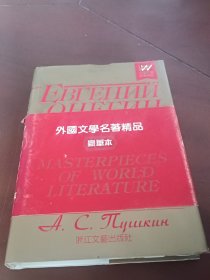 W
ЕВГЕНИЙ
ОНЕГИН
外國文學名著精品
MASTERPIECES
OF WORLD
LITERATURE
А. С. Пушкин
浙江文藝出版社